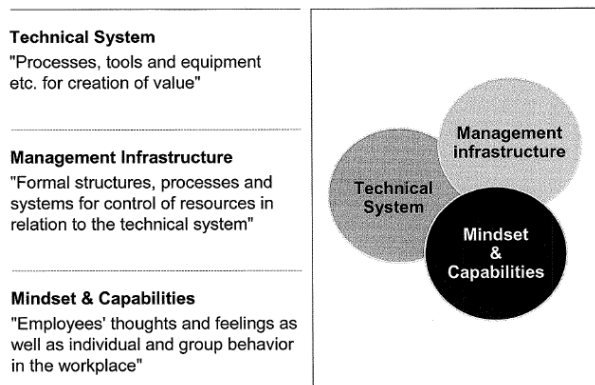 Technical System
"Processes, tools and equipment
etc. for creation of value"
Management Infrastructure
"Formal structures, processes and
systems for control of resources in
relation to the technical system"
Mindset & Capabilities
"Employees' thoughts and feelings as
well as individual and group behavior
in the workplace"
Management
infrastructure
Technical
System
Mindset
&
Capabilities